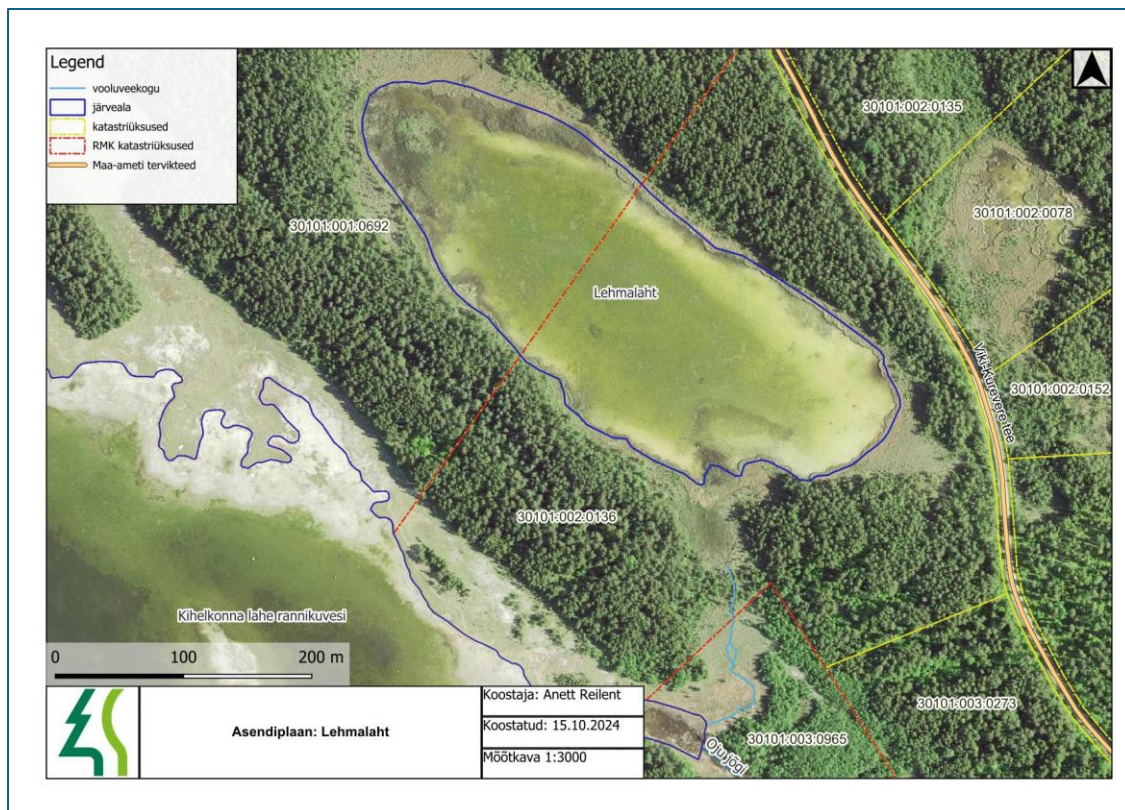 Legend
vooluveekogu
järveala
katastriüksused
RMK katastriüksused
Maa-ameti tervikteed
30101:002:0135
30101:002:0078
30101:001:0692
Lehmalaht
Viki-Kurevere tee
30101:002:0152
30101:002:0136
Kihelkonna lahe rannikuvesi
0 100 200 m
30101:003:0273
30101:003:0965
Oju jõgi
Asendiplaan: Lehmalaht
Koostaja: Anett Reilent
Koostatud: 15.10.2024
Mõõtkava 1:3000